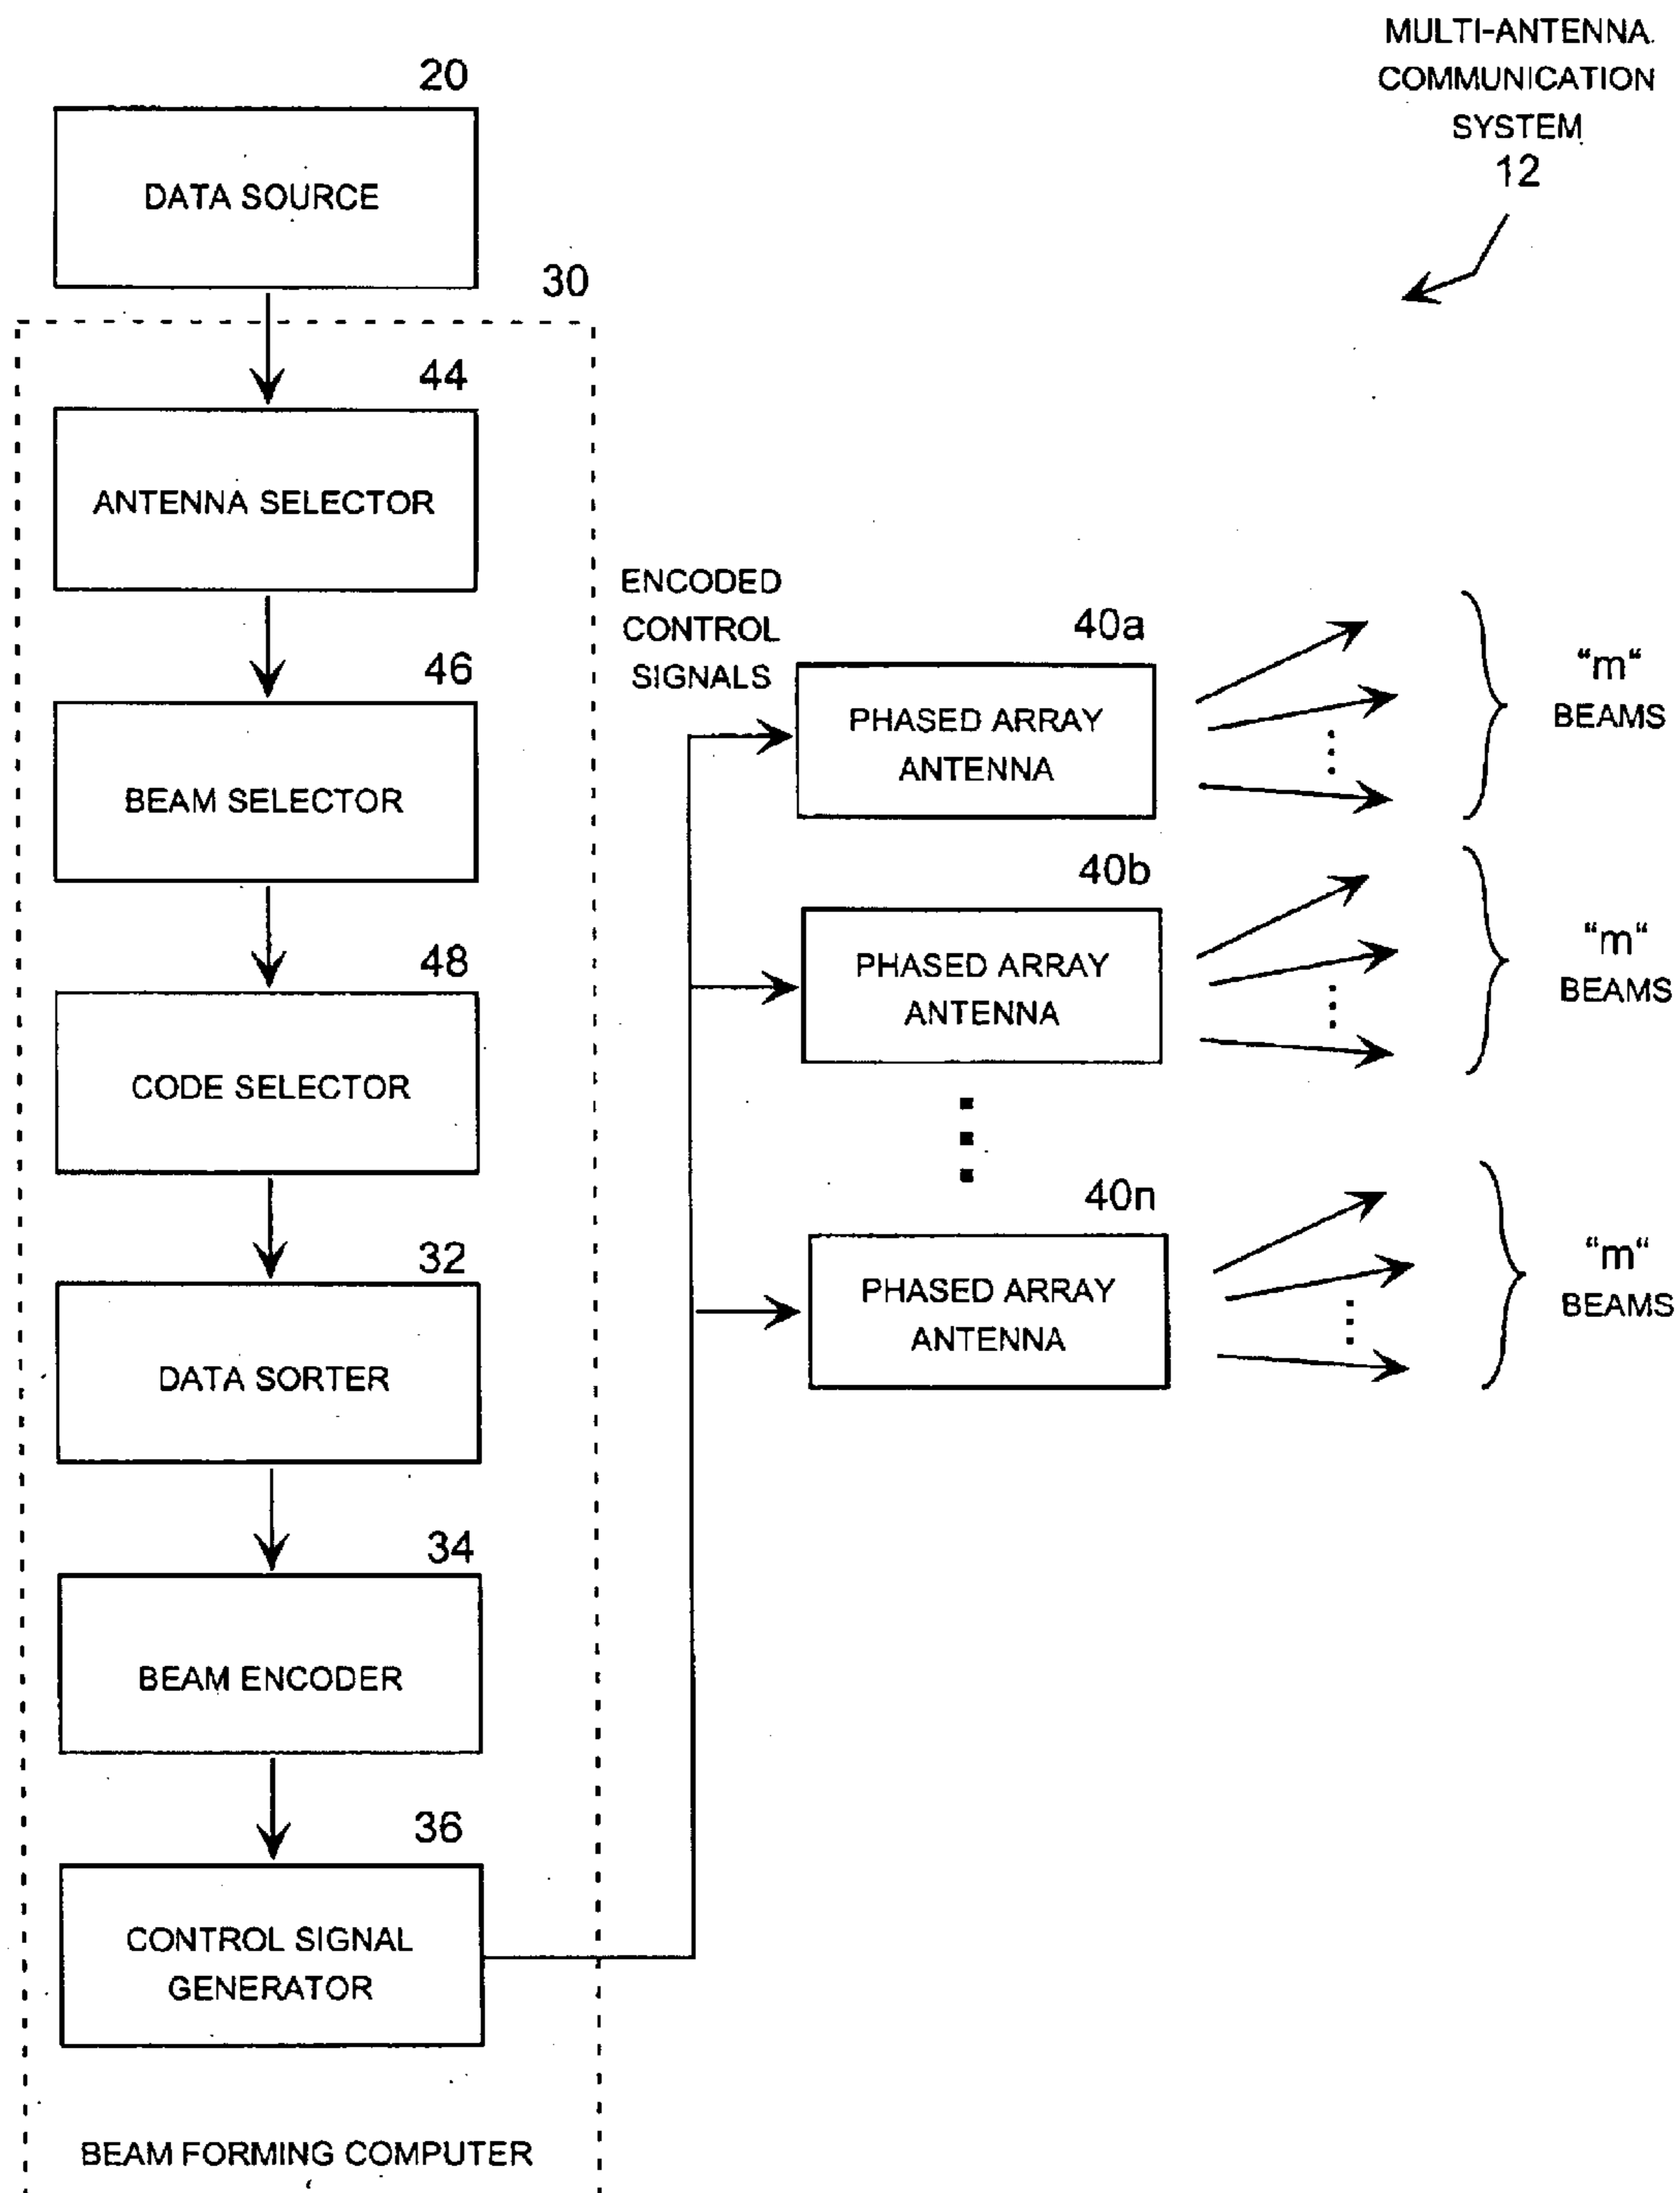 MULTI-ANTENNA
COMMUNICATION
SYSTEM
12
20
DATA SOURCE
30
44
ANTENNA SELECTOR
46
BEAM SELECTOR
48
CODE SELECTOR
32
DATA SORTER
34
BEAM ENCODER
36
CONTROL SIGNAL
GENERATOR
BEAM FORMING COMPUTER
ENCODED
CONTROL
SIGNALS
40a
PHASED ARRAY
ANTENNA
"m"
BEAMS
40b
PHASED ARRAY
ANTENNA
"m"
BEAMS
40n
PHASED ARRAY
ANTENNA
"m"
BEAMS